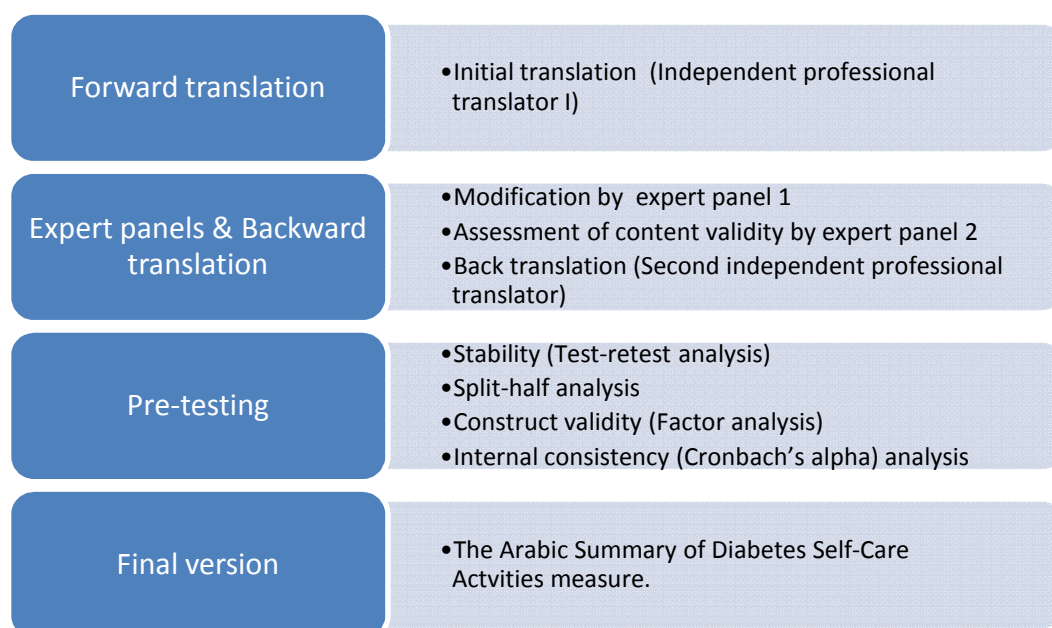 Forward translation
•Initial translation (Independent professional
translator I)
Expert panels & Backward
translation
•Modification by expert panel 1
•Assessment of content validity by expert panel 2
•Back translation (Second independent professional
translator)
Pre-testing
•Stability (Test-retest analysis)
•Split-half analysis
•Construct validity (Factor analysis)
•Internal consistency (Cronbach’s alpha) analysis
Final version
•The Arabic Summary of Diabetes Self-Care
Actvities measure.